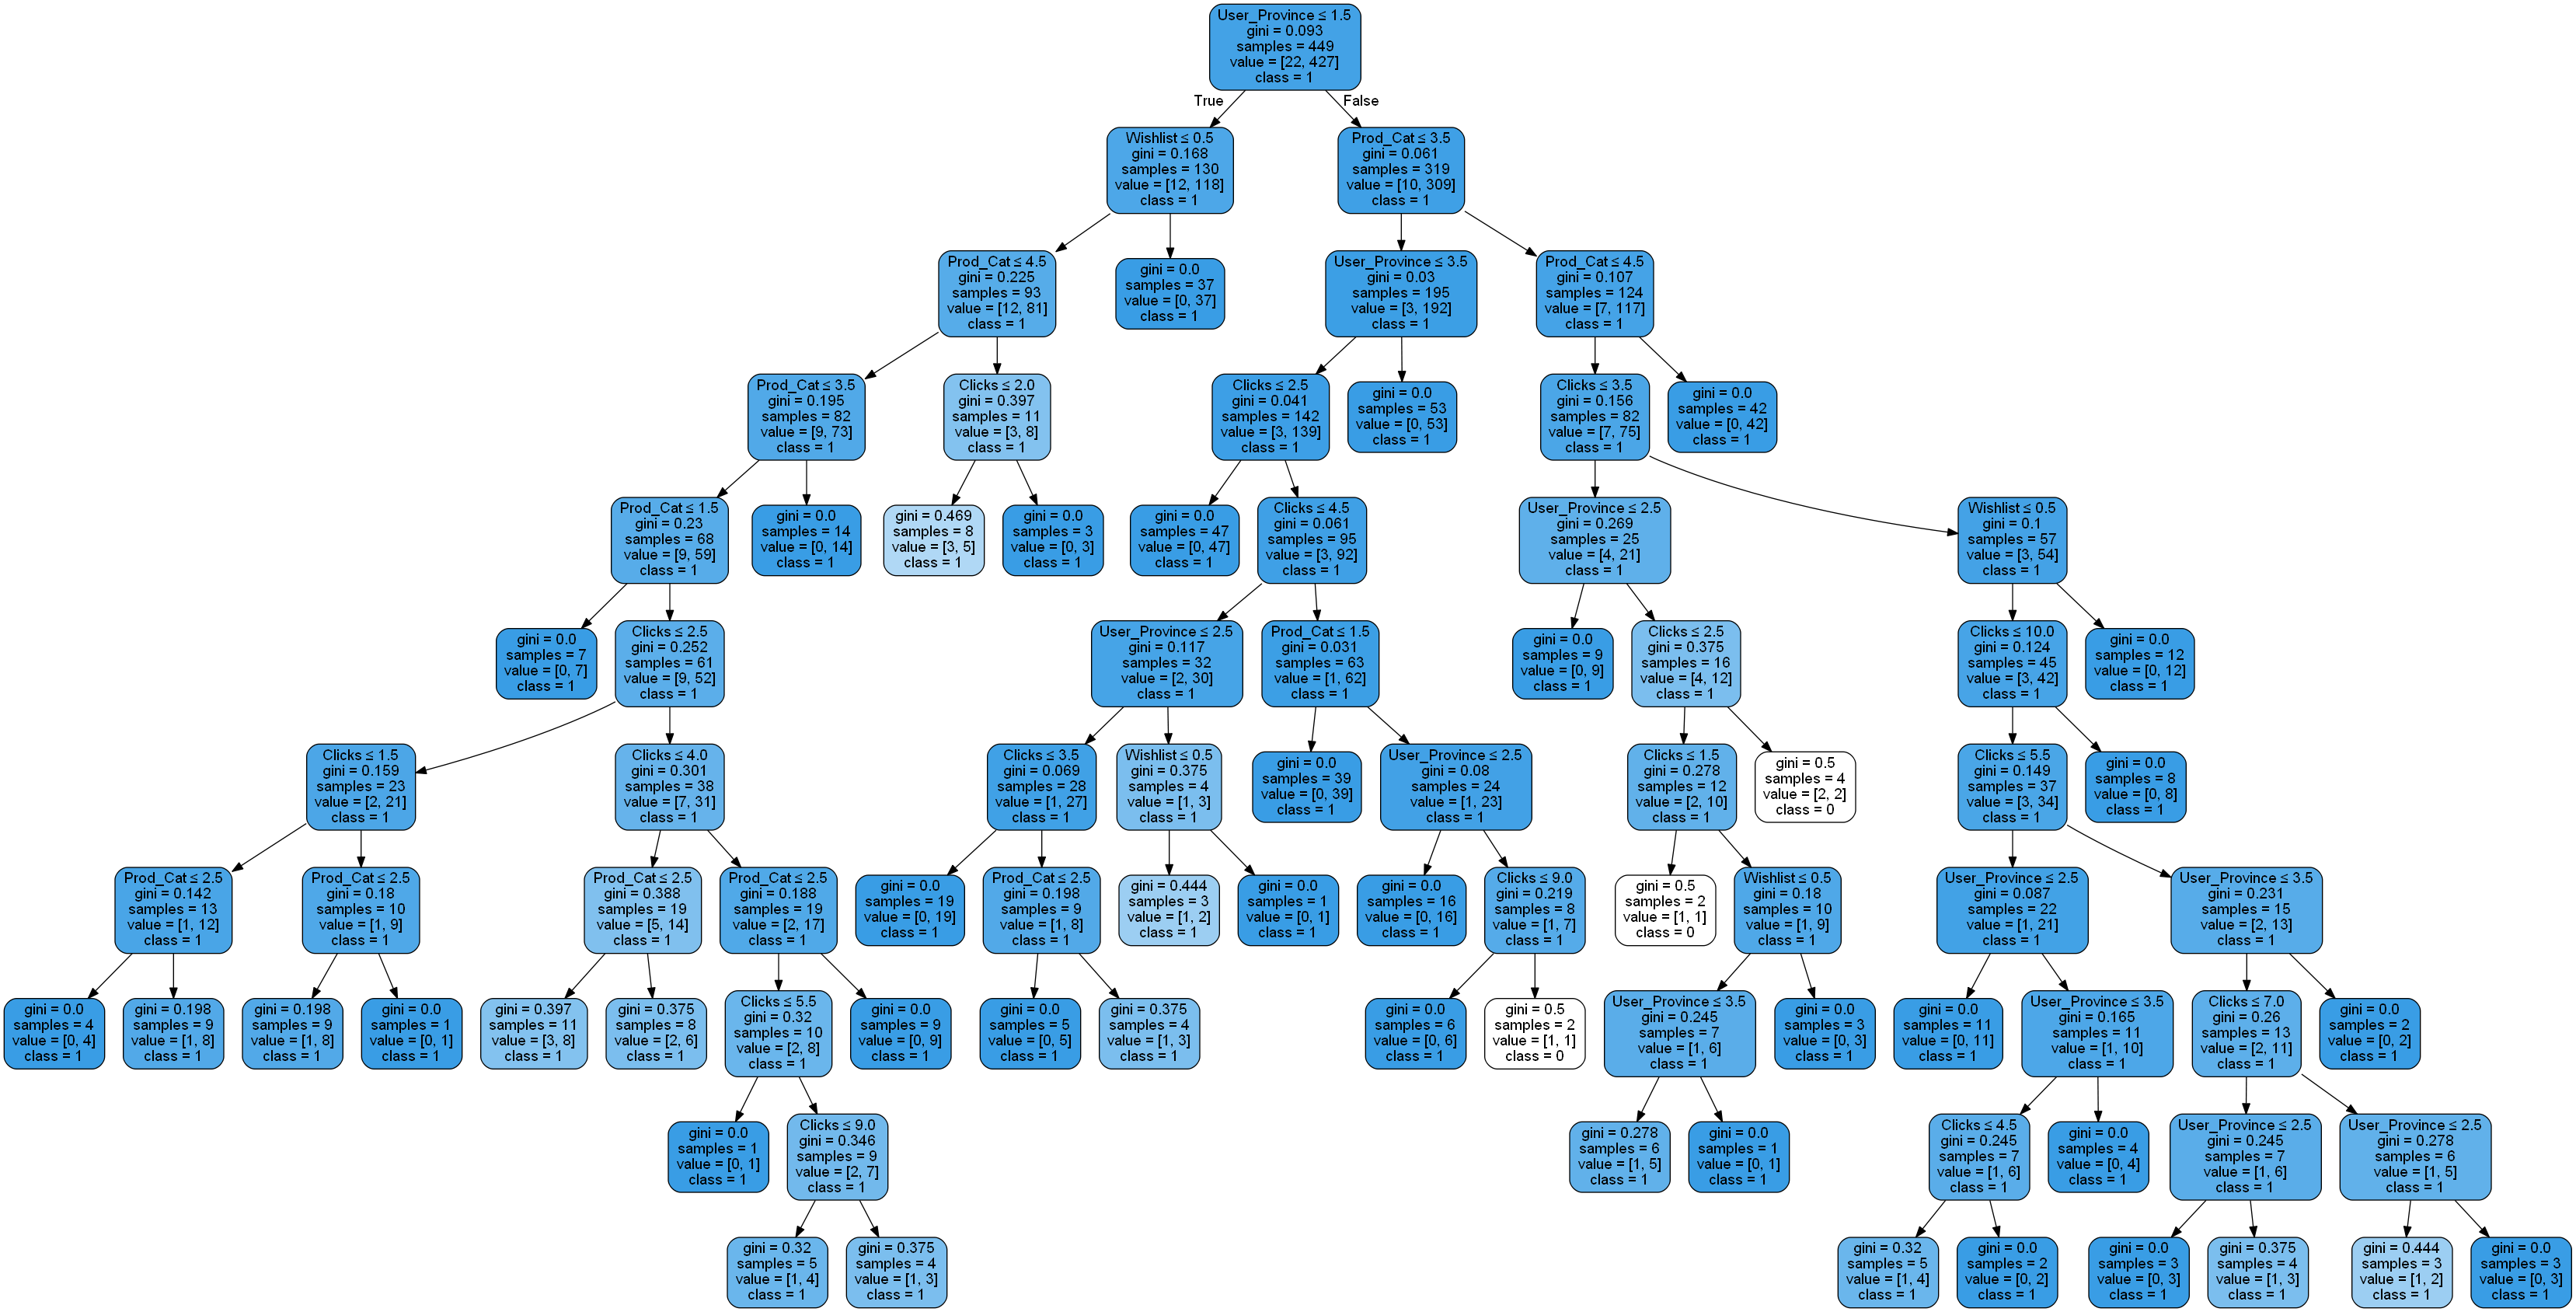 User_Province ≤ 1.5
gini = 0.093
samples = 449
value = [22, 427]
class = 1
True
False
Wishlist ≤ 0.5
gini = 0.168
samples = 130
value = [12, 118]
class = 1
Prod_Cat ≤ 3.5
gini = 0.061
samples = 319
value = [10, 309]
class = 1
Prod_Cat ≤ 4.5
gini = 0.225
samples = 93
value = [12, 81]
class = 1
gini = 0.0
samples = 37
value = [0, 37]
class = 1
User_Province ≤ 3.5
gini = 0.03
samples = 195
value = [3, 192]
class = 1
Prod_Cat ≤ 4.5
gini = 0.107
samples = 124
value = [7, 117]
class = 1
Prod_Cat ≤ 3.5
gini = 0.195
samples = 82
value = [9, 73]
class = 1
Clicks ≤ 2.0
gini = 0.397
samples = 11
value = [3, 8]
class = 1
Clicks ≤ 2.5
gini = 0.041
samples = 142
value = [3, 139]
class = 1
gini = 0.0
samples = 53
value = [0, 53]
class = 1
Clicks ≤ 3.5
gini = 0.156
samples = 82
value = [7, 75]
class = 1
gini = 0.0
samples = 42
value = [0, 42]
class = 1
Prod_Cat ≤ 1.5
gini = 0.23
samples = 68
value = [9, 59]
class = 1
gini = 0.0
samples = 14
value = [0, 14]
class = 1
gini = 0.469
samples = 8
value = [3, 5]
class = 1
gini = 0.0
samples = 3
value = [0, 3]
class = 1
gini = 0.0
samples = 47
value = [0, 47]
class = 1
Clicks ≤ 4.5
gini = 0.061
samples = 95
value = [3, 92]
class = 1
User_Province ≤ 2.5
gini = 0.269
samples = 25
value = [4, 21]
class = 1
Wishlist ≤ 0.5
gini = 0.1
samples = 57
value = [3, 54]
class = 1
gini = 0.0
samples = 7
value = [0, 7]
class = 1
Clicks ≤ 2.5
gini = 0.252
samples = 61
value = [9, 52]
class = 1
User_Province ≤ 2.5
gini = 0.117
samples = 32
value = [2, 30]
class = 1
Prod_Cat ≤ 1.5
gini = 0.031
samples = 63
value = [1, 62]
class = 1
gini = 0.0
samples = 9
value = [0, 9]
class = 1
Clicks ≤ 2.5
gini = 0.375
samples = 16
value = [4, 12]
class = 1
Clicks ≤ 10.0
gini = 0.124
samples = 45
value = [3, 42]
class = 1
gini = 0.0
samples = 12
value = [0, 12]
class = 1
Clicks ≤ 1.5
gini = 0.159
samples = 23
value = [2, 21]
class = 1
Clicks ≤ 4.0
gini = 0.301
samples = 38
value = [7, 31]
class = 1
Clicks ≤ 3.5
gini = 0.069
samples = 28
value = [1, 27]
class = 1
Wishlist ≤ 0.5
gini = 0.375
samples = 4
value = [1, 3]
class = 1
gini = 0.0
samples = 39
value = [0, 39]
class = 1
User_Province ≤ 2.5
gini = 0.08
samples = 24
value = [1, 23]
class = 1
Clicks ≤ 1.5
gini = 0.278
samples = 12
value = [2, 10]
class = 1
gini = 0.5
samples = 4
value = [2, 2]
class = 0
Clicks ≤ 5.5
gini = 0.149
samples = 37
value = [3, 34]
class = 1
gini = 0.0
samples = 8
value = [0, 8]
class = 1
Prod_Cat ≤ 2.5
gini = 0.142
samples = 13
value = [1, 12]
class = 1
Prod_Cat ≤ 2.5
gini = 0.18
samples = 10
value = [1, 9]
class = 1
Prod_Cat ≤ 2.5
gini = 0.388
samples = 19
value = [5, 14]
class = 1
Prod_Cat ≤ 2.5
gini = 0.188
samples = 19
value = [2, 17]
class = 1
gini = 0.0
samples = 19
value = [0, 19]
class = 1
Prod_Cat ≤ 2.5
gini = 0.198
samples = 9
value = [1, 8]
class = 1
gini = 0.444
samples = 3
value = [1, 2]
class = 1
gini = 0.0
samples = 1
value = [0, 1]
class = 1
gini = 0.0
samples = 16
value = [0, 16]
class = 1
Clicks ≤ 9.0
gini = 0.219
samples = 8
value = [1, 7]
class = 1
gini = 0.5
samples = 2
value = [1, 1]
class = 0
Wishlist ≤ 0.5
gini = 0.18
samples = 10
value = [1, 9]
class = 1
User_Province ≤ 2.5
gini = 0.087
samples = 22
value = [1, 21]
class = 1
User_Province ≤ 3.5
gini = 0.231
samples = 15
value = [2, 13]
class = 1
gini = 0.0
samples = 4
value = [0, 4]
class = 1
gini = 0.198
samples = 9
value = [1, 8]
class = 1
gini = 0.198
samples = 9
value = [1, 8]
class = 1
gini = 0.0
samples = 1
value = [0, 1]
class = 1
gini = 0.397
samples = 11
value = [3, 8]
class = 1
gini = 0.375
samples = 8
value = [2, 6]
class = 1
Clicks ≤ 5.5
gini = 0.32
samples = 10
value = [2, 8]
class = 1
gini = 0.0
samples = 9
value = [0, 9]
class = 1
gini = 0.0
samples = 5
value = [0, 5]
class = 1
gini = 0.375
samples = 4
value = [1, 3]
class = 1
gini = 0.0
samples = 6
value = [0, 6]
class = 1
gini = 0.5
samples = 2
value = [1, 1]
class = 0
User_Province ≤ 3.5
gini = 0.245
samples = 7
value = [1, 6]
class = 1
gini = 0.0
samples = 3
value = [0, 3]
class = 1
gini = 0.0
samples = 11
value = [0, 11]
class = 1
User_Province ≤ 3.5
gini = 0.165
samples = 11
value = [1, 10]
class = 1
Clicks ≤ 7.0
gini = 0.26
samples = 13
value = [2, 11]
class = 1
gini = 0.0
samples = 2
value = [0, 2]
class = 1
gini = 0.0
samples = 1
value = [0, 1]
class = 1
Clicks ≤ 9.0
gini = 0.346
samples = 9
value = [2, 7]
class = 1
gini = 0.278
samples = 6
value = [1, 5]
class = 1
gini = 0.0
samples = 1
value = [0, 1]
class = 1
Clicks ≤ 4.5
gini = 0.245
samples = 7
value = [1, 6]
class = 1
gini = 0.0
samples = 4
value = [0, 4]
class = 1
User_Province ≤ 2.5
gini = 0.245
samples = 7
value = [1, 6]
class = 1
User_Province ≤ 2.5
gini = 0.278
samples = 6
value = [1, 5]
class = 1
gini = 0.32
samples = 5
value = [1, 4]
class = 1
gini = 0.375
samples = 4
value = [1, 3]
class = 1
gini = 0.32
samples = 5
value = [1, 4]
class = 1
gini = 0.0
samples = 2
value = [0, 2]
class = 1
gini = 0.0
samples = 3
value = [0, 3]
class = 1
gini = 0.375
samples = 4
value = [1, 3]
class = 1
gini = 0.444
samples = 3
value = [1, 2]
class = 1
gini = 0.0
samples = 3
value = [0, 3]
class = 1